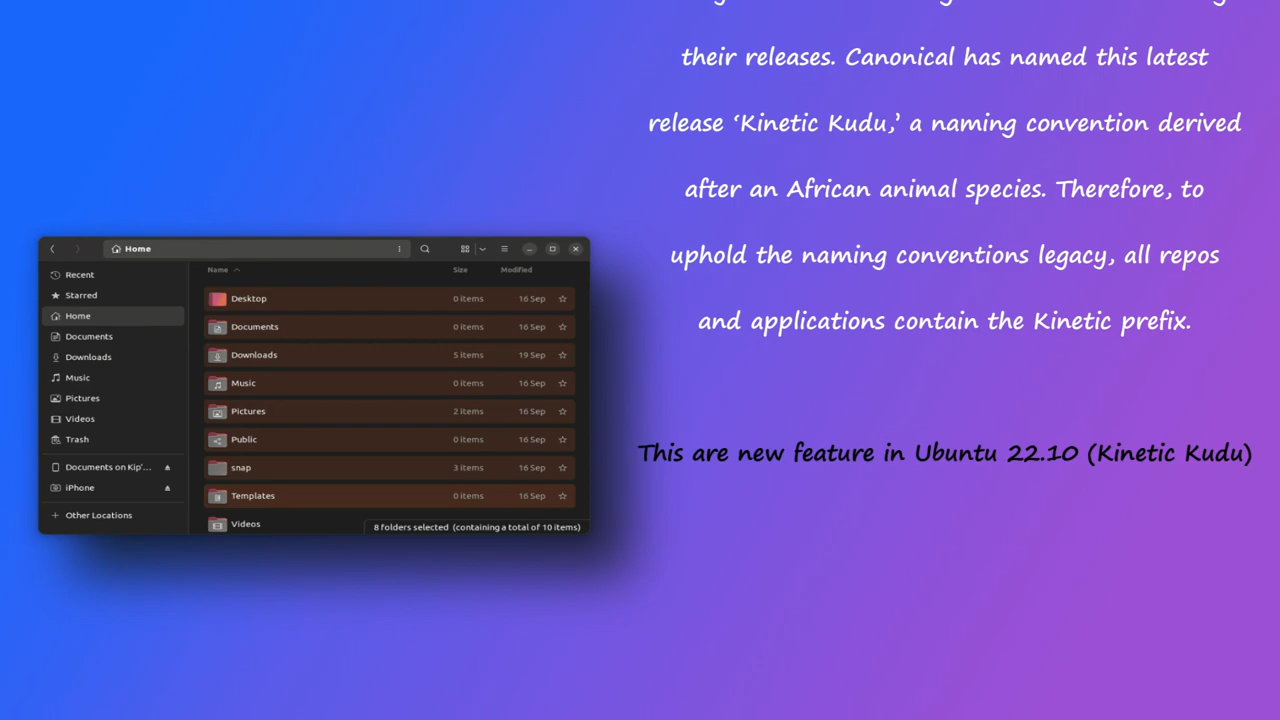 Home
Name Size Modified
Recent
Starred
Home
Documents
Downloads
Music
Pictures
Videos
Trash
Documents on Kip'...
iPhone
Other Locations
Desktop 0 items 16 Sep
Documents 0 items 16 Sep
Downloads 5 items 19 Sep
Music 0 items 16 Sep
Pictures 2 items 16 Sep
Public 0 items 16 Sep
snap 3 items 16 Sep
Templates 0 items 16 Sep
Videos
8 folders selected (containing a total of 10 items)
their releases. Canonical has named this latest
release ‘Kinetic Kudu,’ a naming convention derived
after an African animal species. Therefore, to
uphold the naming conventions legacy, all repos
and applications contain the Kinetic prefix.
This are new feature in Ubuntu 22.10 (Kinetic Kudu)